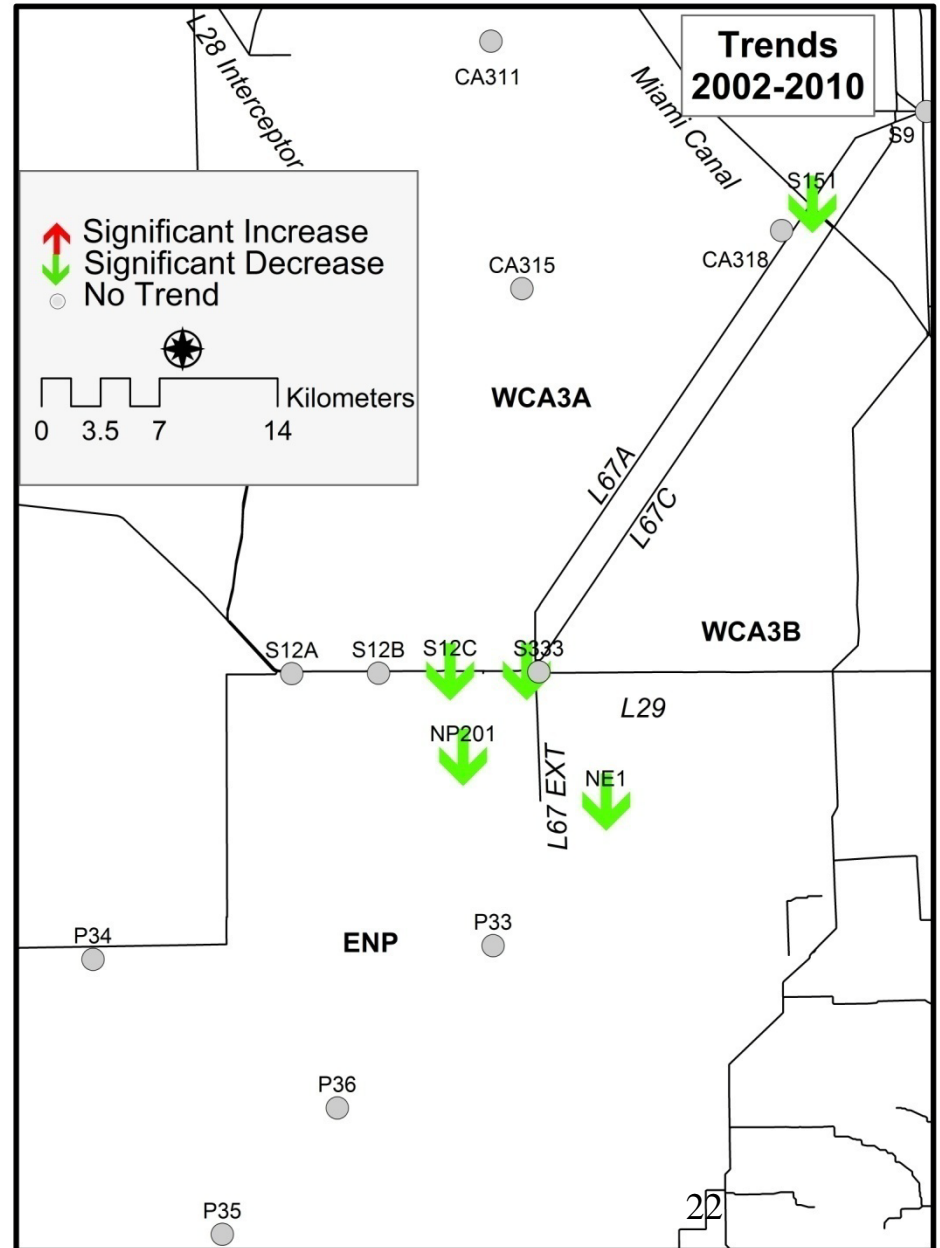 Trends
2002-2010
L28 Interceptor
CA311
Miami Canal
S9
S151
CA318
CA315
Significant Increase
Significant Decrease
No Trend
Kilometers
0 3.5 7 14
WCA3A
L67A
L67C
WCA3B
S12A
S12B
S12C
S333
L29
NP201
NE1
L67 EXT
P34
ENP
P33
P36
P35
22